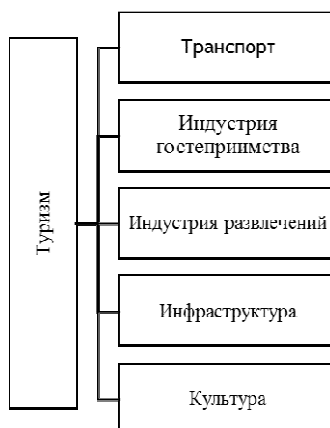 Туризм
Транспорт
Индустрия
гостеприимства
Индустрия развлечений
Инфраструктура
Культура